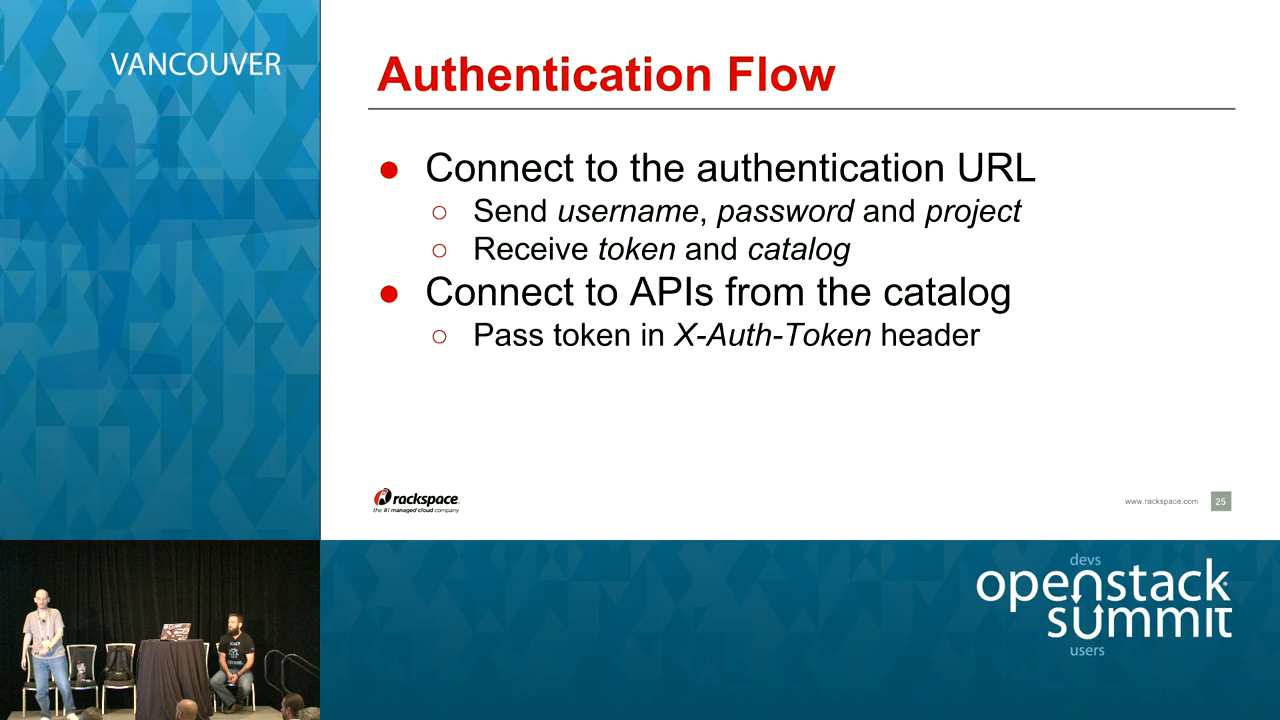 VANCOUVER
Authentication Flow
● Connect to the authentication URL
○ Send username, password and project
○ Receive token and catalog
● Connect to APIs from the catalog
○ Pass token in X-Auth-Token header
rackspace.
the #1 managed cloud company
www.rackspace.com 25
devs
openstack
summit
users